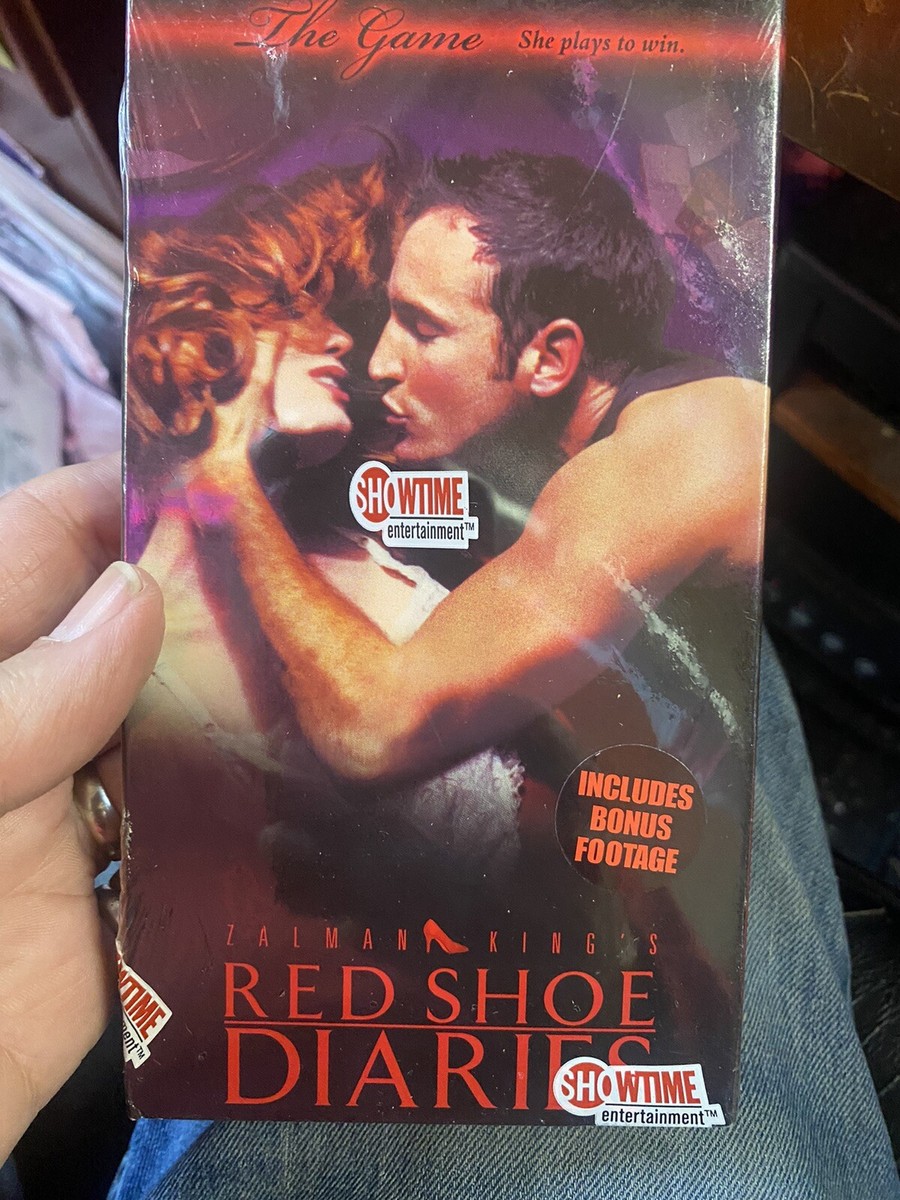 The Game She plays to win.
SHOWTIME
entertainment™
INCLUDES
BONUS
FOOTAGE
ZALMAN KING'S
RED SHOE
DIARIES
SHOWTIME
entertainment™